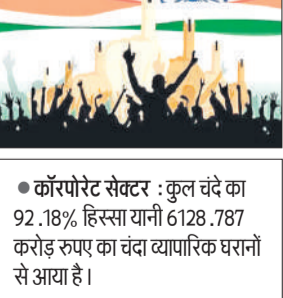 ● कॉरपोरेट सेक्टर : कुल चंदे का
92 .18% हिस्सा यानी 6128 .787
करोड़ रुपए का चंदा व्यापारिक घरानों
से आया है।